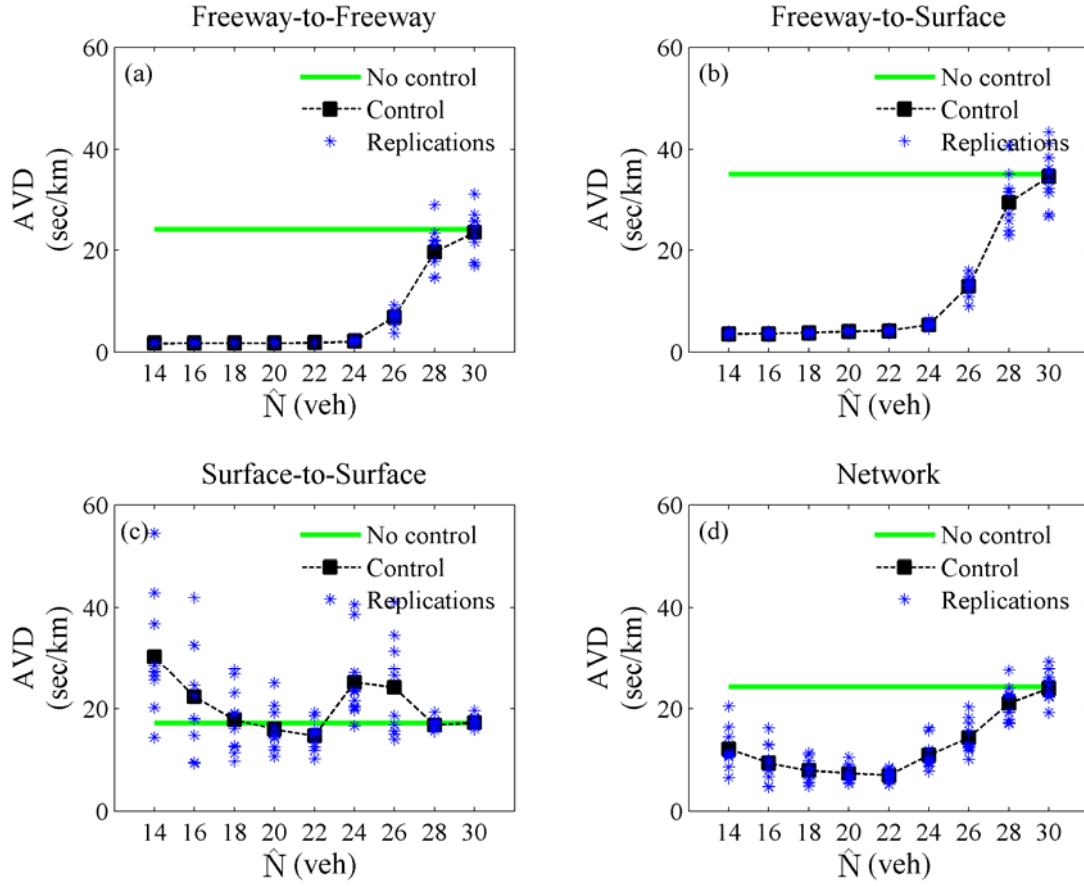 Freeway-to-Freeway
60
(a)
No control
Control
Replications
40
20
0
AVD
(sec/km)
14 16 18 20 22 24 26 28 30
N̂ (veh)
Freeway-to-Surface
60
(b)
No control
Control
Replications
40
20
0
AVD
(sec/km)
14 16 18 20 22 24 26 28 30
N̂ (veh)
Surface-to-Surface
60
(c)
No control
Control
Replications
40
20
0
AVD
(sec/km)
14 16 18 20 22 24 26 28 30
N̂ (veh)
Network
60
(d)
No control
Control
Replications
40
20
0
AVD
(sec/km)
14 16 18 20 22 24 26 28 30
N̂ (veh)